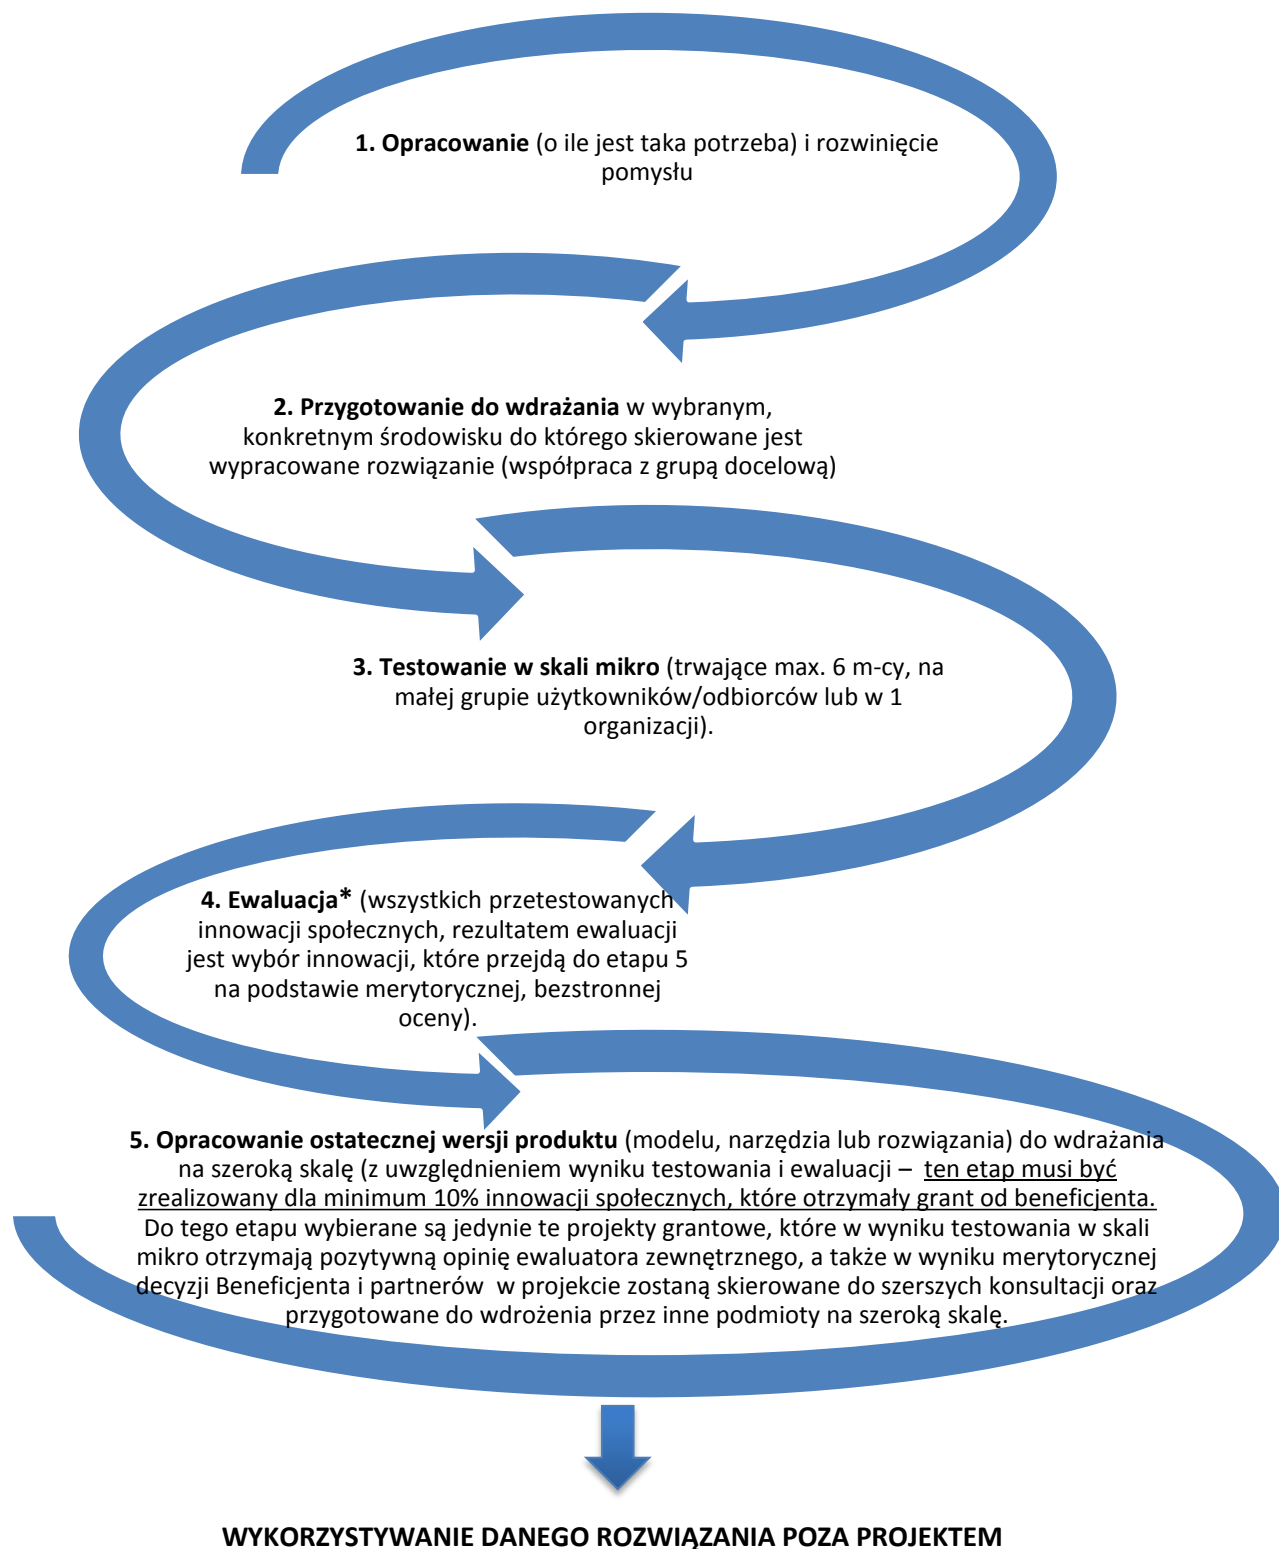 1. Opracowanie (o ile jest taka potrzeba) i rozwinięcie
pomysłu
2. Przygotowanie do wdrażania w wybranym,
konkretnym środowisku do którego skierowane jest
wypracowane rozwiązanie (współpraca z grupą docelową)
3. Testowanie w skali mikro (trwające max. 6 m-cy, na
małej grupie użytkowników/odbiorców lub w 1
organizacji).
4. Ewaluacja* (wszystkich przetestowanych
innowacji społecznych, rezultatem ewaluacji
jest wybór innowacji, które przejdą do etapu 5
na podstawie merytorycznej, bezstronnej
oceny).
5. Opracowanie ostatecznej wersji produktu (modelu, narzędzia lub rozwiązania) do wdrażania
na szeroką skalę (z uwzględnieniem wyniku testowania i ewaluacji – ten etap musi być
zrealizowany dla minimum 10% innowacji społecznych, które otrzymały grant od beneficjenta.
Do tego etapu wybierane są jedynie te projekty grantowe, które w wyniku testowania w skali
mikro otrzymają pozytywną opinię ewaluatora zewnętrznego, a także w wyniku merytorycznej
decyzji Beneficjenta i partnerów w projekcie zostaną skierowane do szerszych konsultacji oraz
przygotowane do wdrożenia przez inne podmioty na szeroką skalę.
WYKORZYSTYWANIE DANEGO ROZWIĄZANIA POZA PROJEKTEM